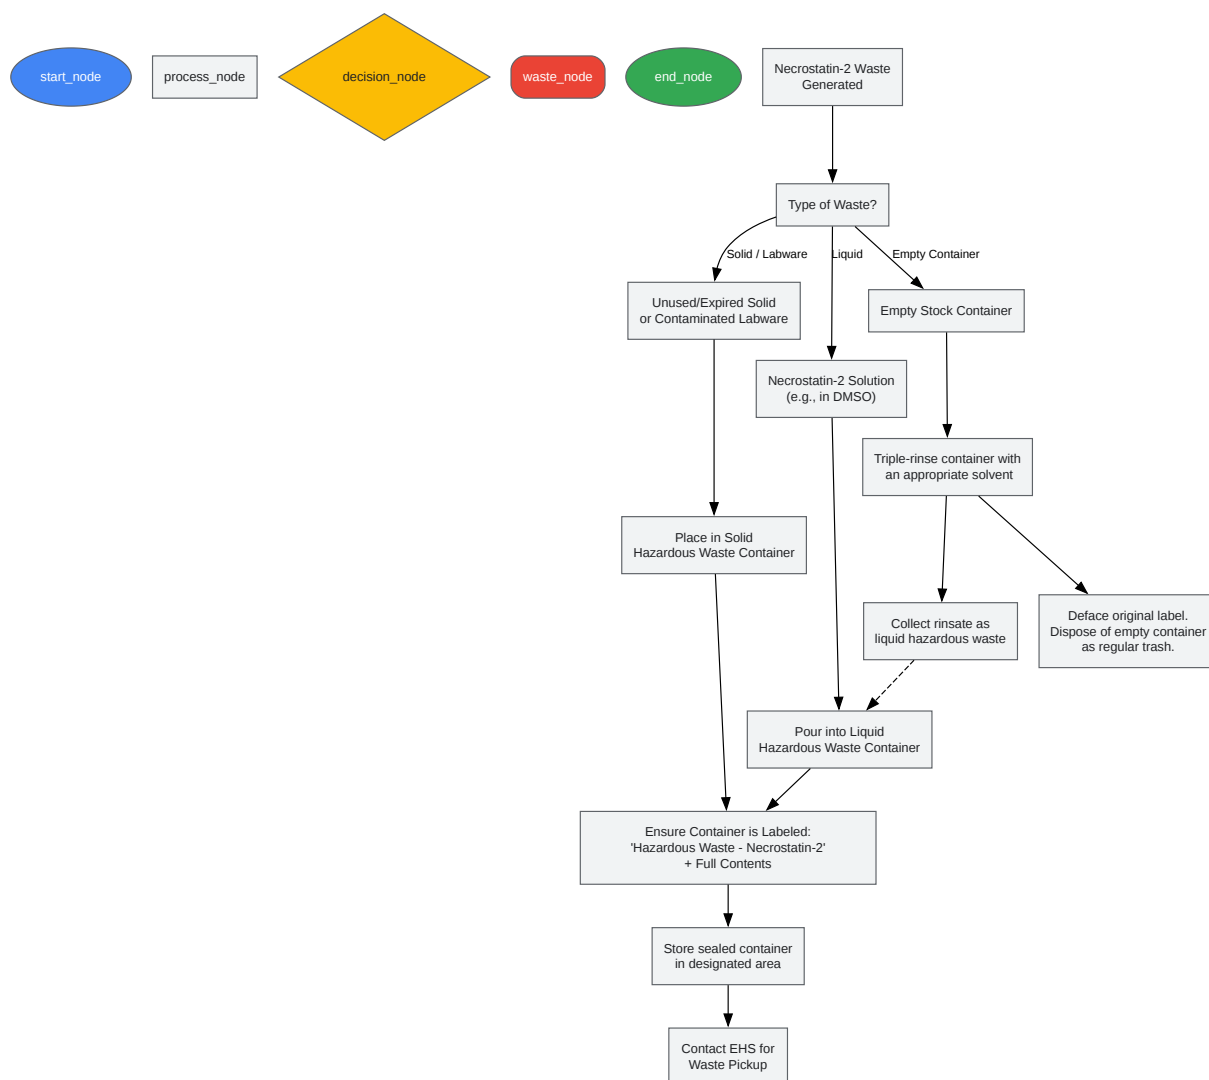 start_node
process_node
decision_node
waste_node
end_node
Necrostatin-2 Waste
Generated
Type of Waste?
Solid / Labware
Liquid
Empty Container
Unused/Expired Solid
or Contaminated Labware
Empty Stock Container
Necrostatin-2 Solution
(e.g., in DMSO)
Triple-rinse container with
an appropriate solvent
Place in Solid
Hazardous Waste Container
Collect rinsate as
liquid hazardous waste
Deface original label.
Dispose of empty container
as regular trash.
Pour into Liquid
Hazardous Waste Container
Ensure Container is Labeled:
'Hazardous Waste - Necrostatin-2'
+ Full Contents
Store sealed container
in designated area
Contact EHS for
Waste Pickup